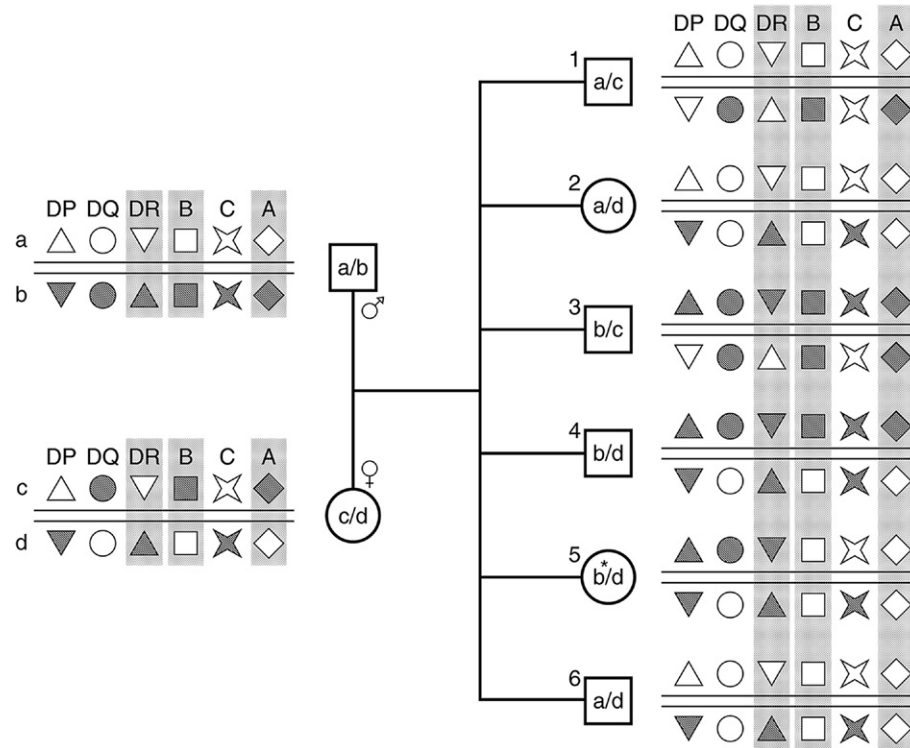 DP DQ DR B C A
1
a/c
2
a/d
DP DQ DR B C A
a
b
a/b
♂
3
b/c
DP DQ DR B C A
c
d
♀
c/d
4
b/d
5
*
b/d
6
a/d